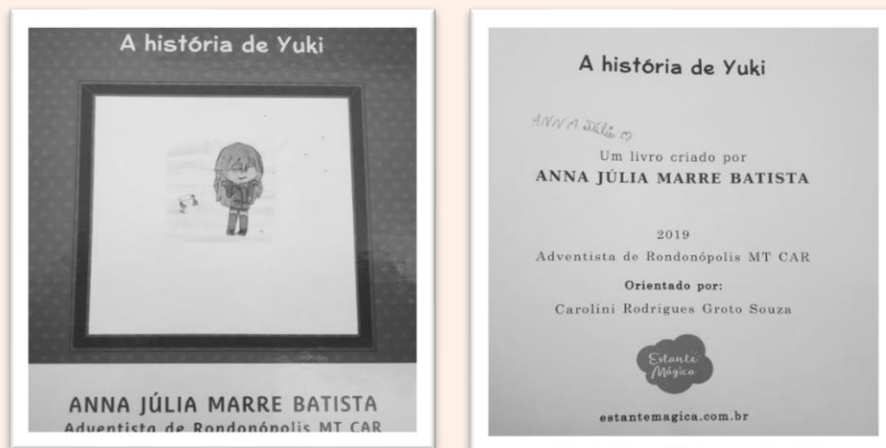 A história de Yuki
ANNA JÚLIA MARRE BATISTA
Adventista de Rondonópolis MT CAR
A história de Yuki
ANNA Júlia
Um livro criado por
ANNA JÚLIA MARRE BATISTA
2019
Adventista de Rondonópolis MT CAR
Orientado por:
Carolini Rodrigues Groto Souza
Estante
Mágica
estantemagica.com.br